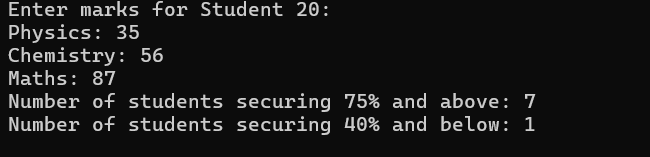 Enter marks for Student 20:
Physics: 35
Chemistry: 56
Maths: 87
Number of students securing 75% and above: 7
Number of students securing 40% and below: 1